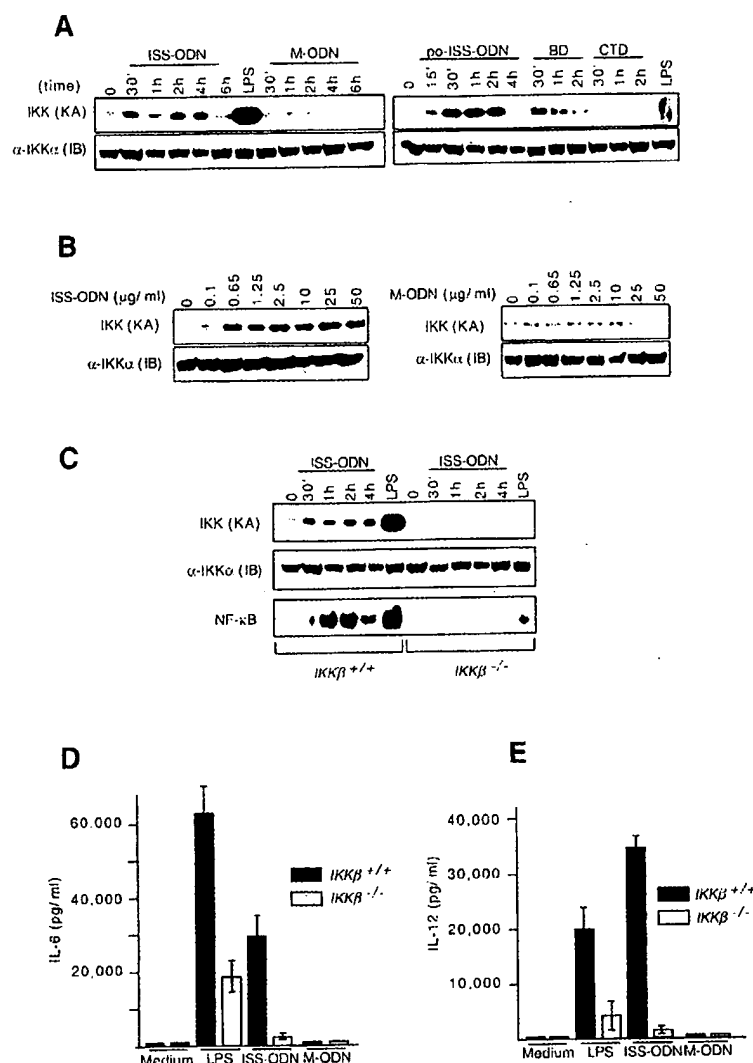 A
ISS-ODN M-ODN po-ISS-ODN BD CTD
(time) 0 30' 1h 2h 4h 6h LPS 30' 1h 2h 4h 6h 0 15' 30' 1h 2h 4h 30' 1h 2h 30' 1h 2h LPS
IKK (KA)
α-IKKα (IB)
B
ISS-ODN (μg/ ml) 0 0.1 0.65 1.25 2.5 10 25 50 M-ODN (μg/ml) 0 0.1 0.65 1.25 2.5 10 25 50
IKK (KA) IKK (KA)
α-IKKα (IB) α-IKKα (IB)
C
ISS-ODN ISS-ODN
0 30' 1h 2h 4h LPS 0 30' 1h 2h 4h LPS
IKK (KA)
α-IKKα (IB)
NF-κB
IKKβ +/+ IKKβ -/-
D
60.000
40,000
20,000
IL-6 (pg/ ml)
IKKβ +/+
IKKβ -/-
Medium LPS ISS-ODN M-ODN
E
40,000
30,000
20,000
10,000
IL-12 (pg/ ml)
IKKβ +/+
IKKβ -/-
Medium LPS ISS-ODN M-ODN